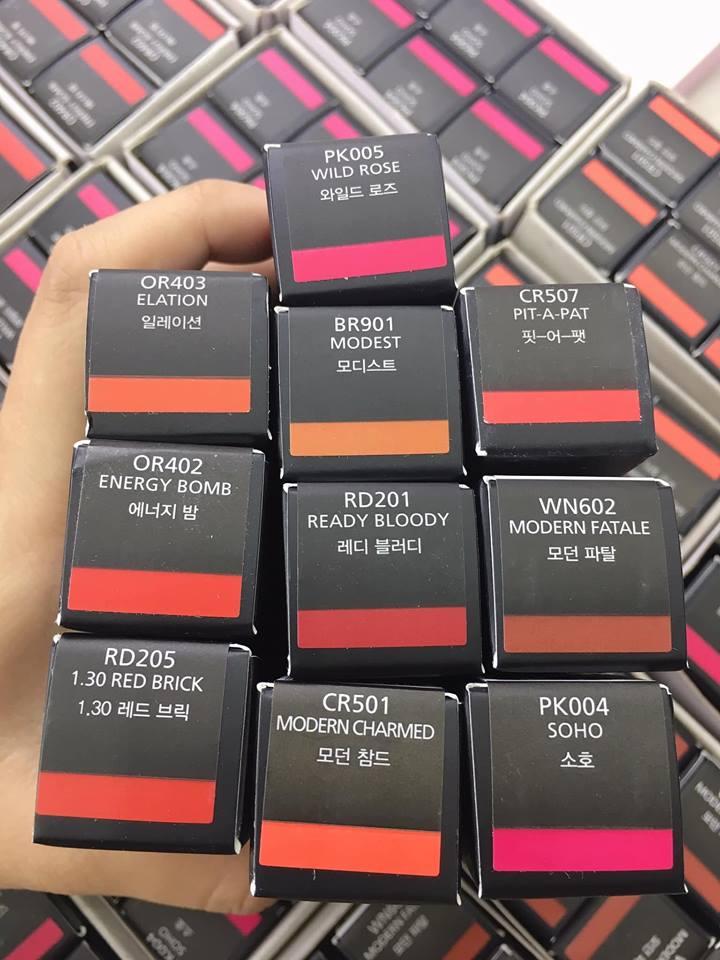 PK005
WILD ROSE
와일드 로즈
OR403
ELATION
일레이션
BR901
MODEST
모디스트
CR507
PIT-A-PAT
핏-어-팻
OR402
ENERGY BOMB
에너지 밤
RD201
READY BLOODY
레디 블러디
WN602
MODERN FATALE
모던 파탈
RD205
1.30 RED BRICK
1.30 레드 브릭
CR501
MODERN CHARMED
모던 참드
PK004
SOHO
소호